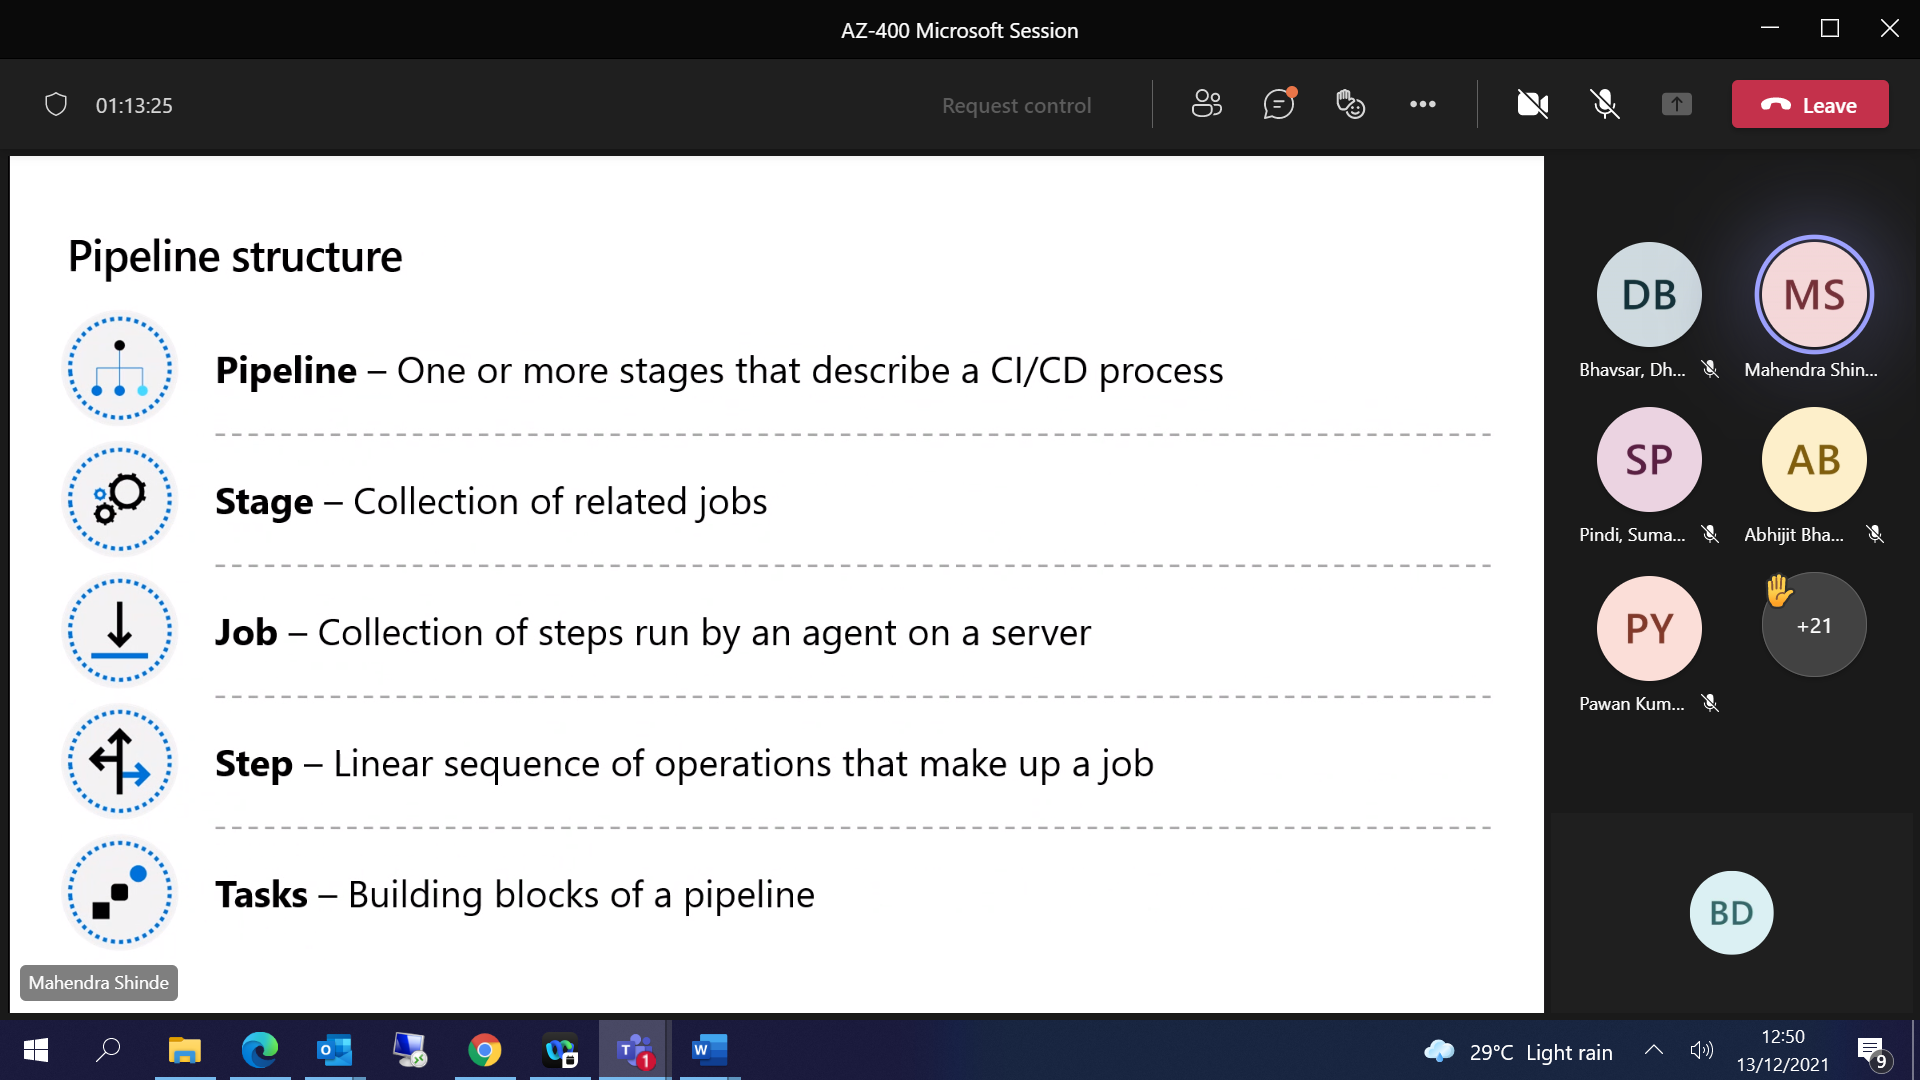 AZ-400 Microsoft Session
01:13:25
Request control
Leave
Pipeline structure
Pipeline – One or more stages that describe a CI/CD process
Stage – Collection of related jobs
Job – Collection of steps run by an agent on a server
Step – Linear sequence of operations that make up a job
Tasks – Building blocks of a pipeline
Mahendra Shinde
DB
MS
Bhavsar, Dh...
Mahendra Shin...
SP
AB
Pindi, Suma...
Abhijit Bha...
PY
+21
Pawan Kum...
BD
29°C Light rain
12:50
13/12/2021
9
1